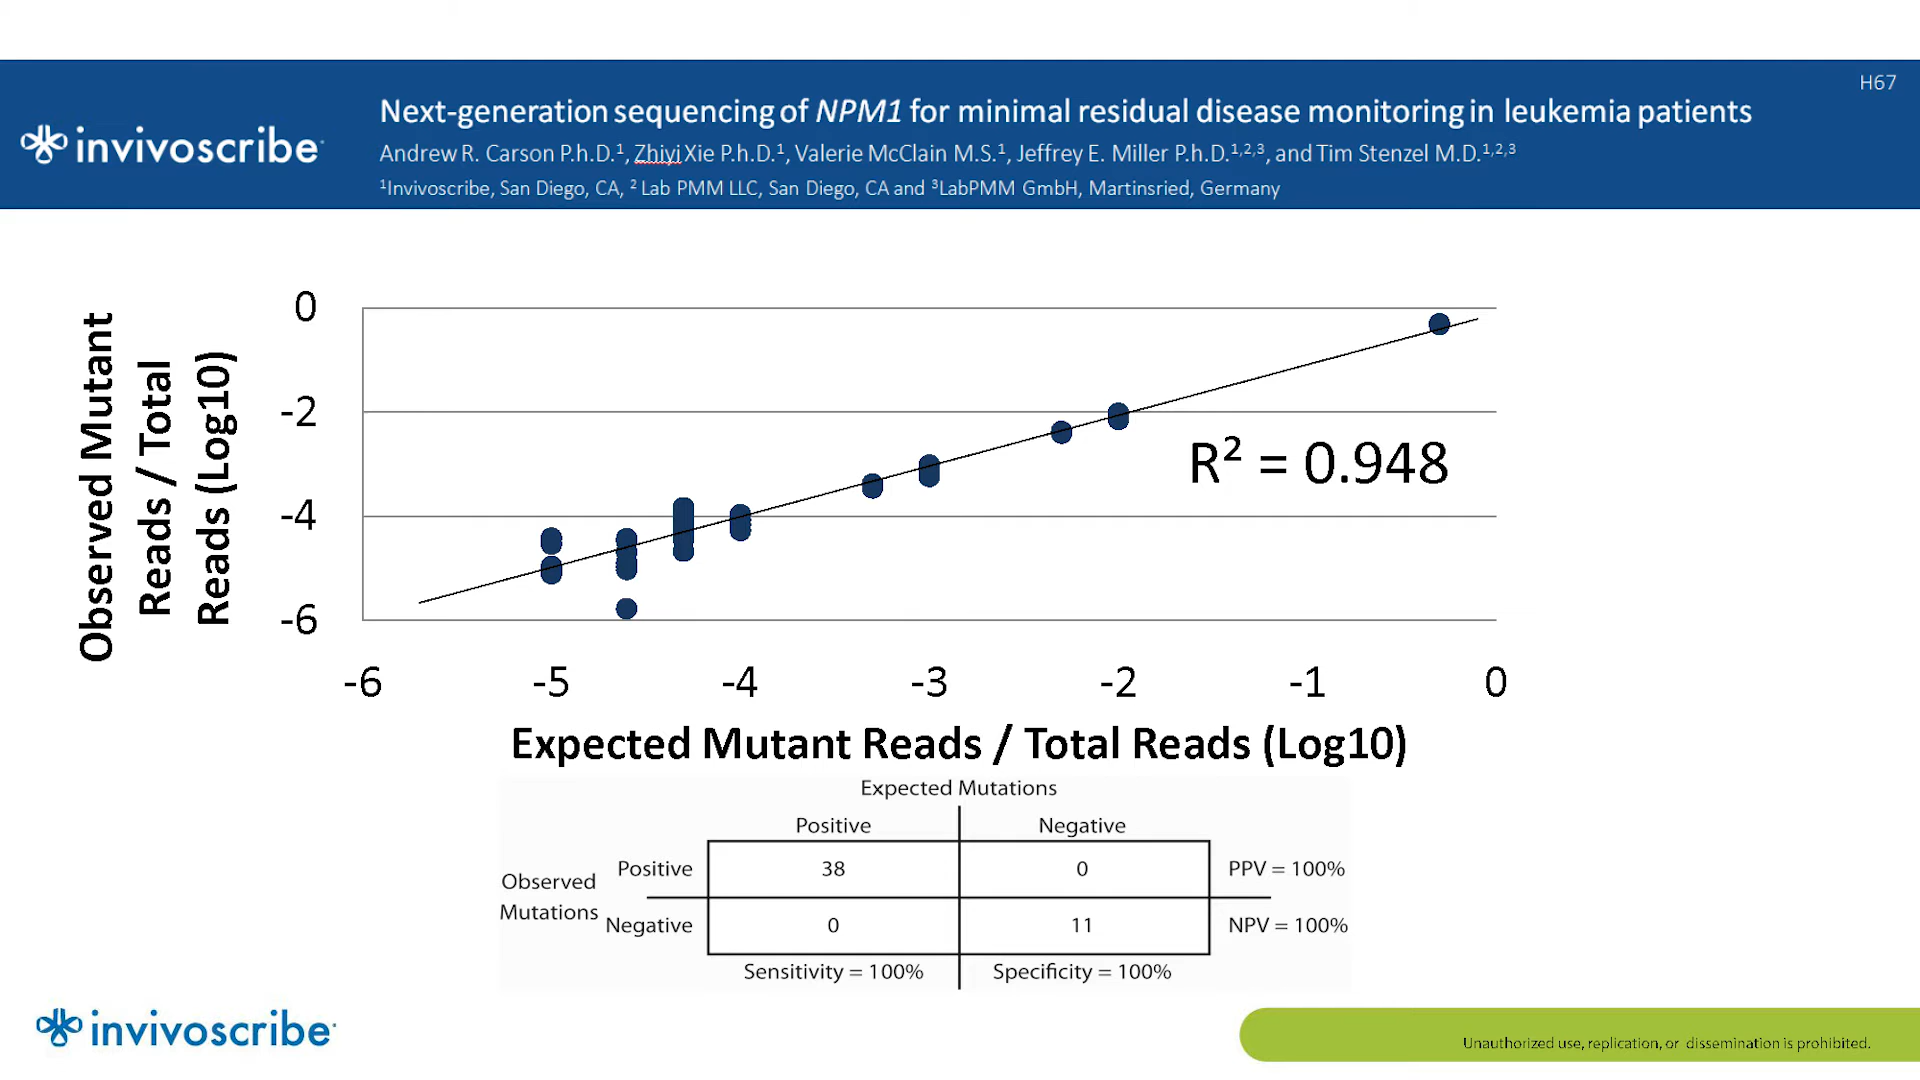 H67
invivoscribe
Next-generation sequencing of NPM1 for minimal residual disease monitoring in leukemia patients
Andrew R. Carson P.h.D.¹, Zhiyi Xie P.h.D.¹, Valerie McClain M.S.¹, Jeffrey E. Miller P.h.D.¹,²,³, and Tim Stenzel M.D.¹,²,³
¹Invivoscribe, San Diego, CA, ² Lab PMM LLC, San Diego, CA and ³LabPMM GmbH, Martinsried, Germany
Observed Mutant
Reads / Total
Reads (Log10)
0
-2
-4
-6
R² = 0.948
-6 -5 -4 -3 -2 -1 0
Expected Mutant Reads / Total Reads (Log10)
Expected Mutations
Positive Negative
Observed
Mutations
Positive 38 0 PPV = 100%
Negative 0 11 NPV = 100%
Sensitivity = 100% Specificity = 100%
invivoscribe
Unauthorized use, replication, or dissemination is prohibited.